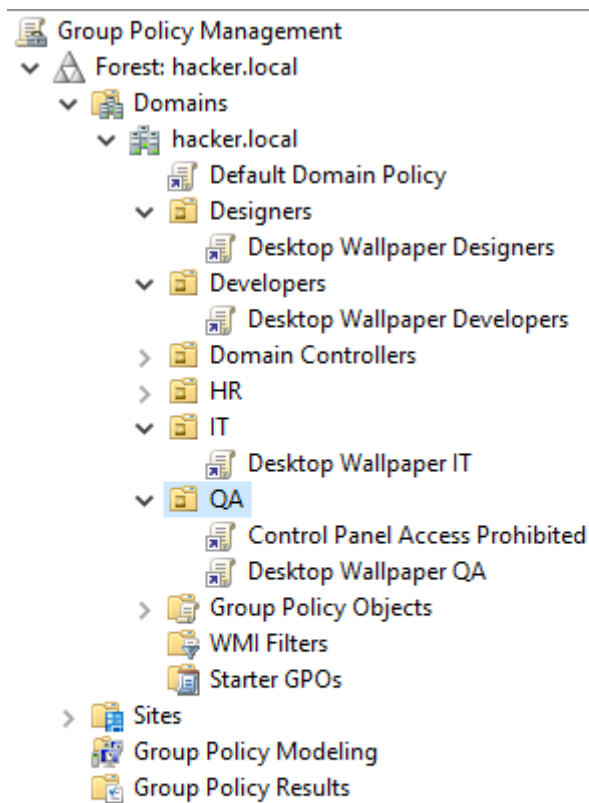 Group Policy Management
Forest: hacker.local
Domains
hacker.local
Default Domain Policy
Designers
Desktop Wallpaper Designers
Developers
Desktop Wallpaper Developers
Domain Controllers
HR
IT
Desktop Wallpaper IT
QA
Control Panel Access Prohibited
Desktop Wallpaper QA
Group Policy Objects
WMI Filters
Starter GPOs
Sites
Group Policy Modeling
Group Policy Results